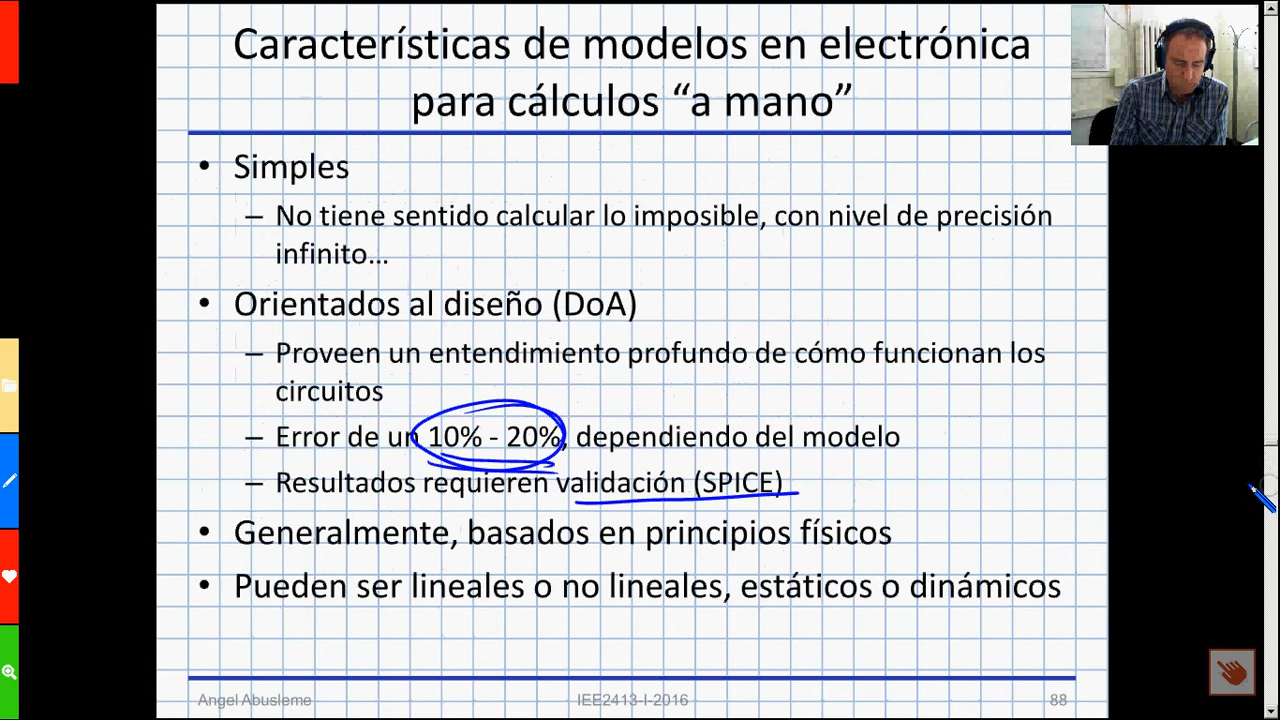 Características de modelos en electrónica
para cálculos “a mano”
• Simples
– No tiene sentido calcular lo imposible, con nivel de precisión
infinito…
• Orientados al diseño (DoA)
– Proveen un entendimiento profundo de cómo funcionan los
circuitos
– Error de un 10% - 20%, dependiendo del modelo
– Resultados requieren validación (SPICE)
• Generalmente, basados en principios físicos
• Pueden ser lineales o no lineales, estáticos o dinámicos
Angel Abusleme IEE2413-I-2016 88